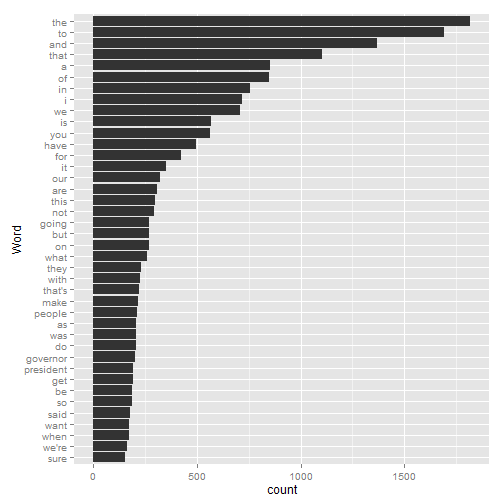 the
to
and
that
a
of
in
i
we
is
you
have
for
it
our
are
this
not
going
but
on
what
they
with
that's
make
people
as
was
do
governor
president
get
be
so
said
want
when
we're
sure
Word
0 500 1000 1500
count